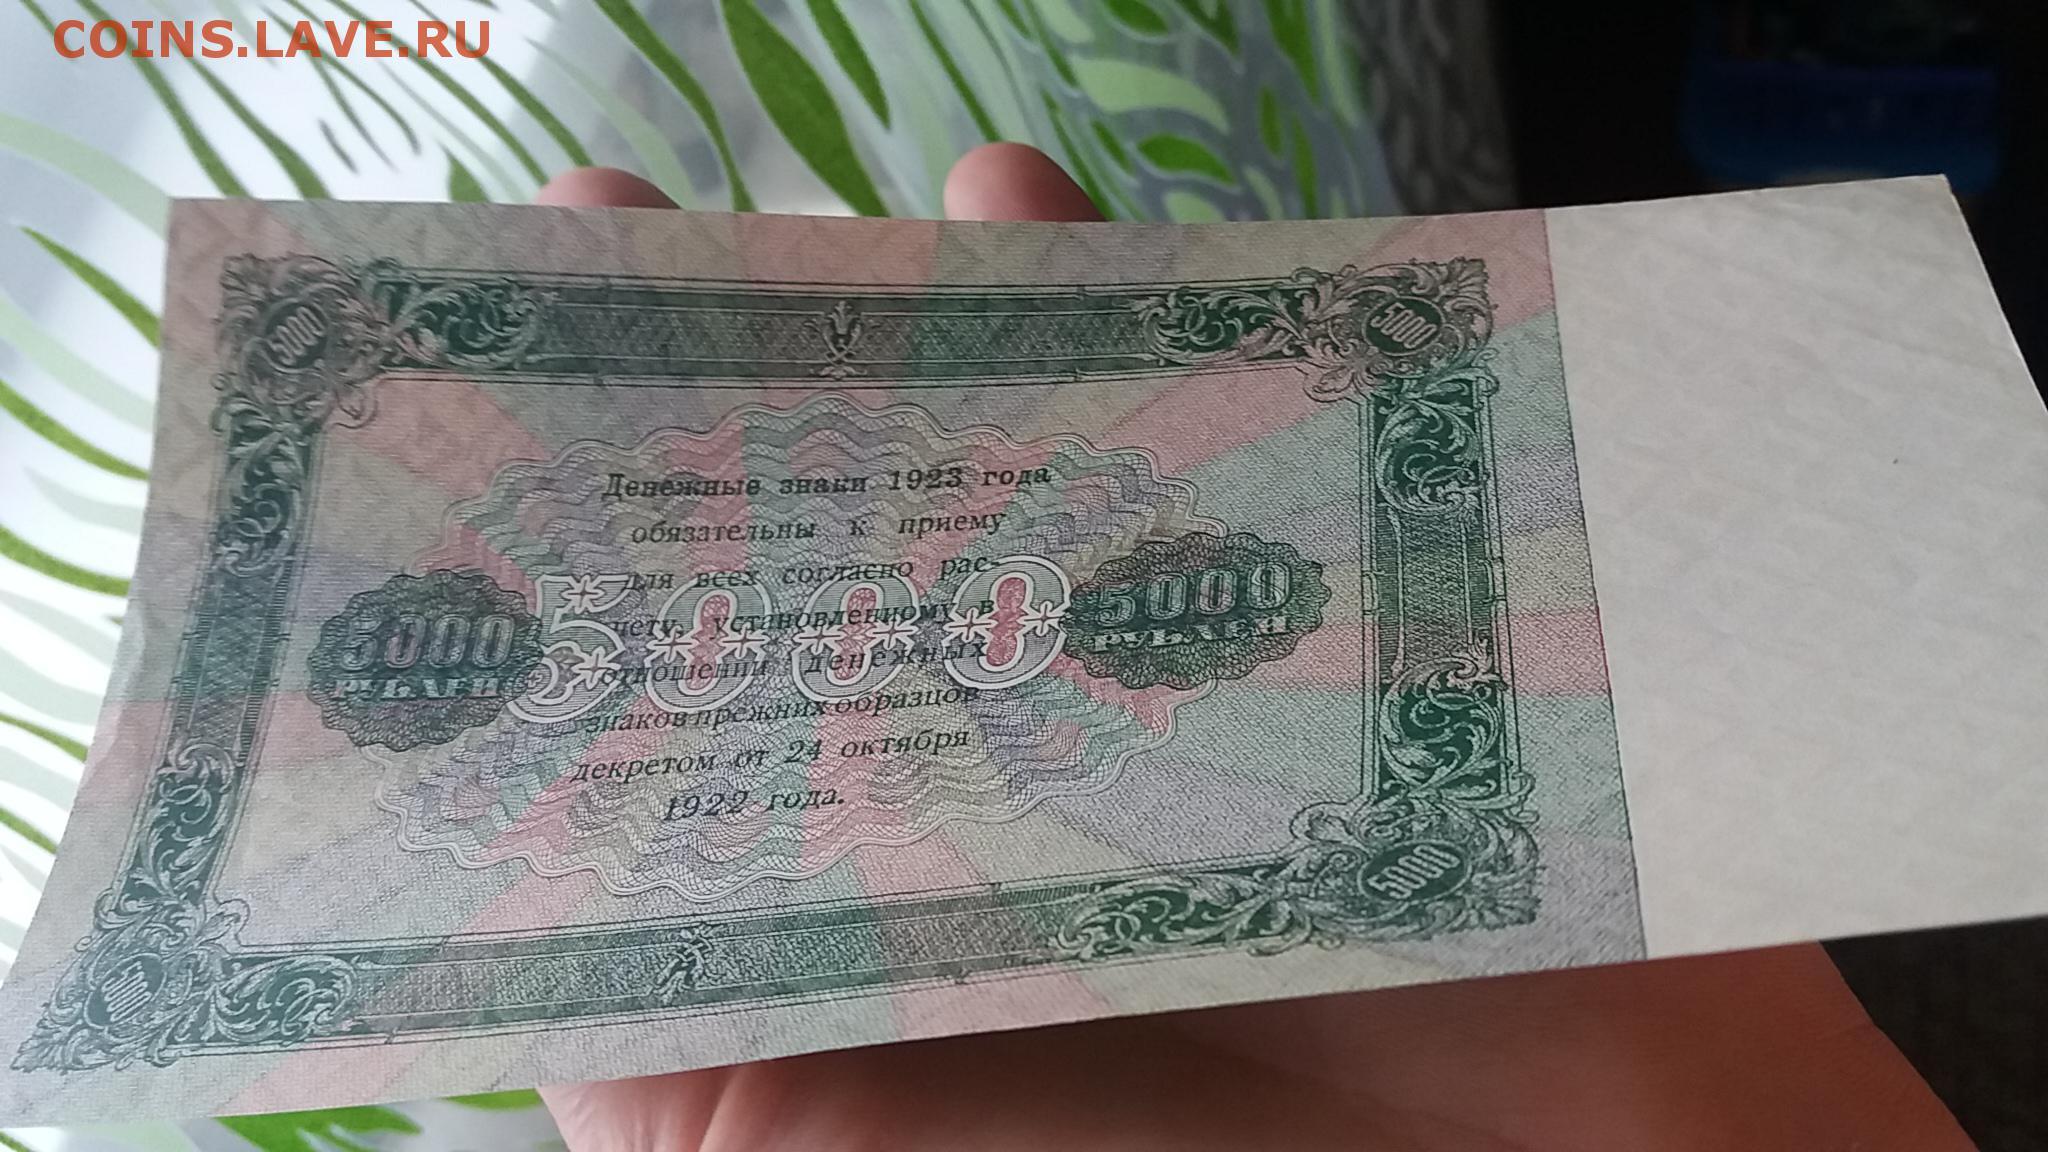 COINS.LAVE.RU
5000
5000
Денежные знаки 1923 года
обязательны к приему
для всех согласно рас-
чету, установленному в
отношении денежных
знаков прежних образцов
декретом от 24 октября
1922 года.
5000
5000
РУБЛЕЙ
5000
РУБЛЕЙ
5000
5000